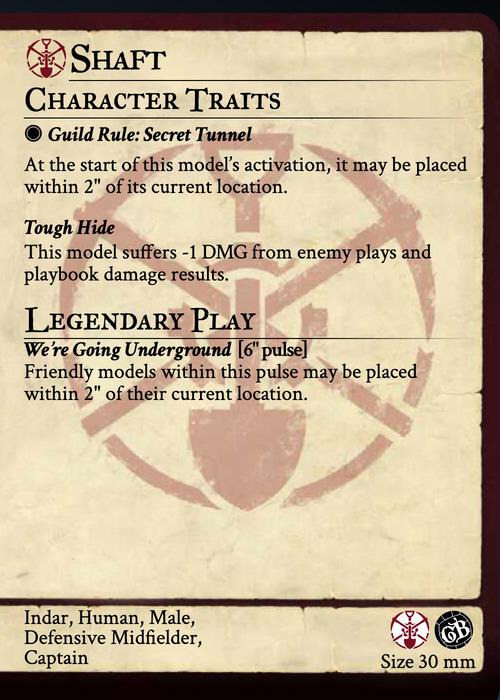 Shaft
Character Traits
Guild Rule: Secret Tunnel
At the start of this model's activation, it may be placed
within 2" of its current location.
Tough Hide
This model suffers -1 DMG from enemy plays and
playbook damage results.
Legendary Play
We're Going Underground [6" pulse]
Friendly models within this pulse may be placed
within 2" of their current location.
Indar, Human, Male,
Defensive Midfielder,
Captain
GB
Size 30 mm